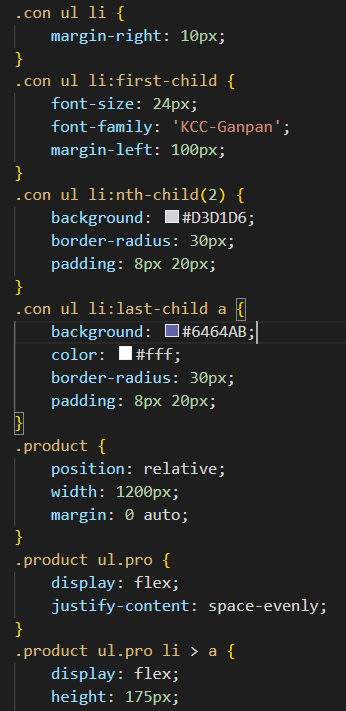 .con ul li {
    margin-right: 10px;
}
.con ul li:first-child {
    font-size: 24px;
    font-family: 'KCC-Ganpan';
    margin-left: 100px;
}
.con ul li:nth-child(2) {
    background: #D3D1D6;
    border-radius: 30px;
    padding: 8px 20px;
}
.con ul li:last-child a {
    background: #6464AB;
    color: #fff;
    border-radius: 30px;
    padding: 8px 20px;
}
.product {
    position: relative;
    width: 1200px;
    margin: 0 auto;
}
.product ul.pro {
    display: flex;
    justify-content: space-evenly;
}
.product ul.pro li > a {
    display: flex;
    height: 175px;